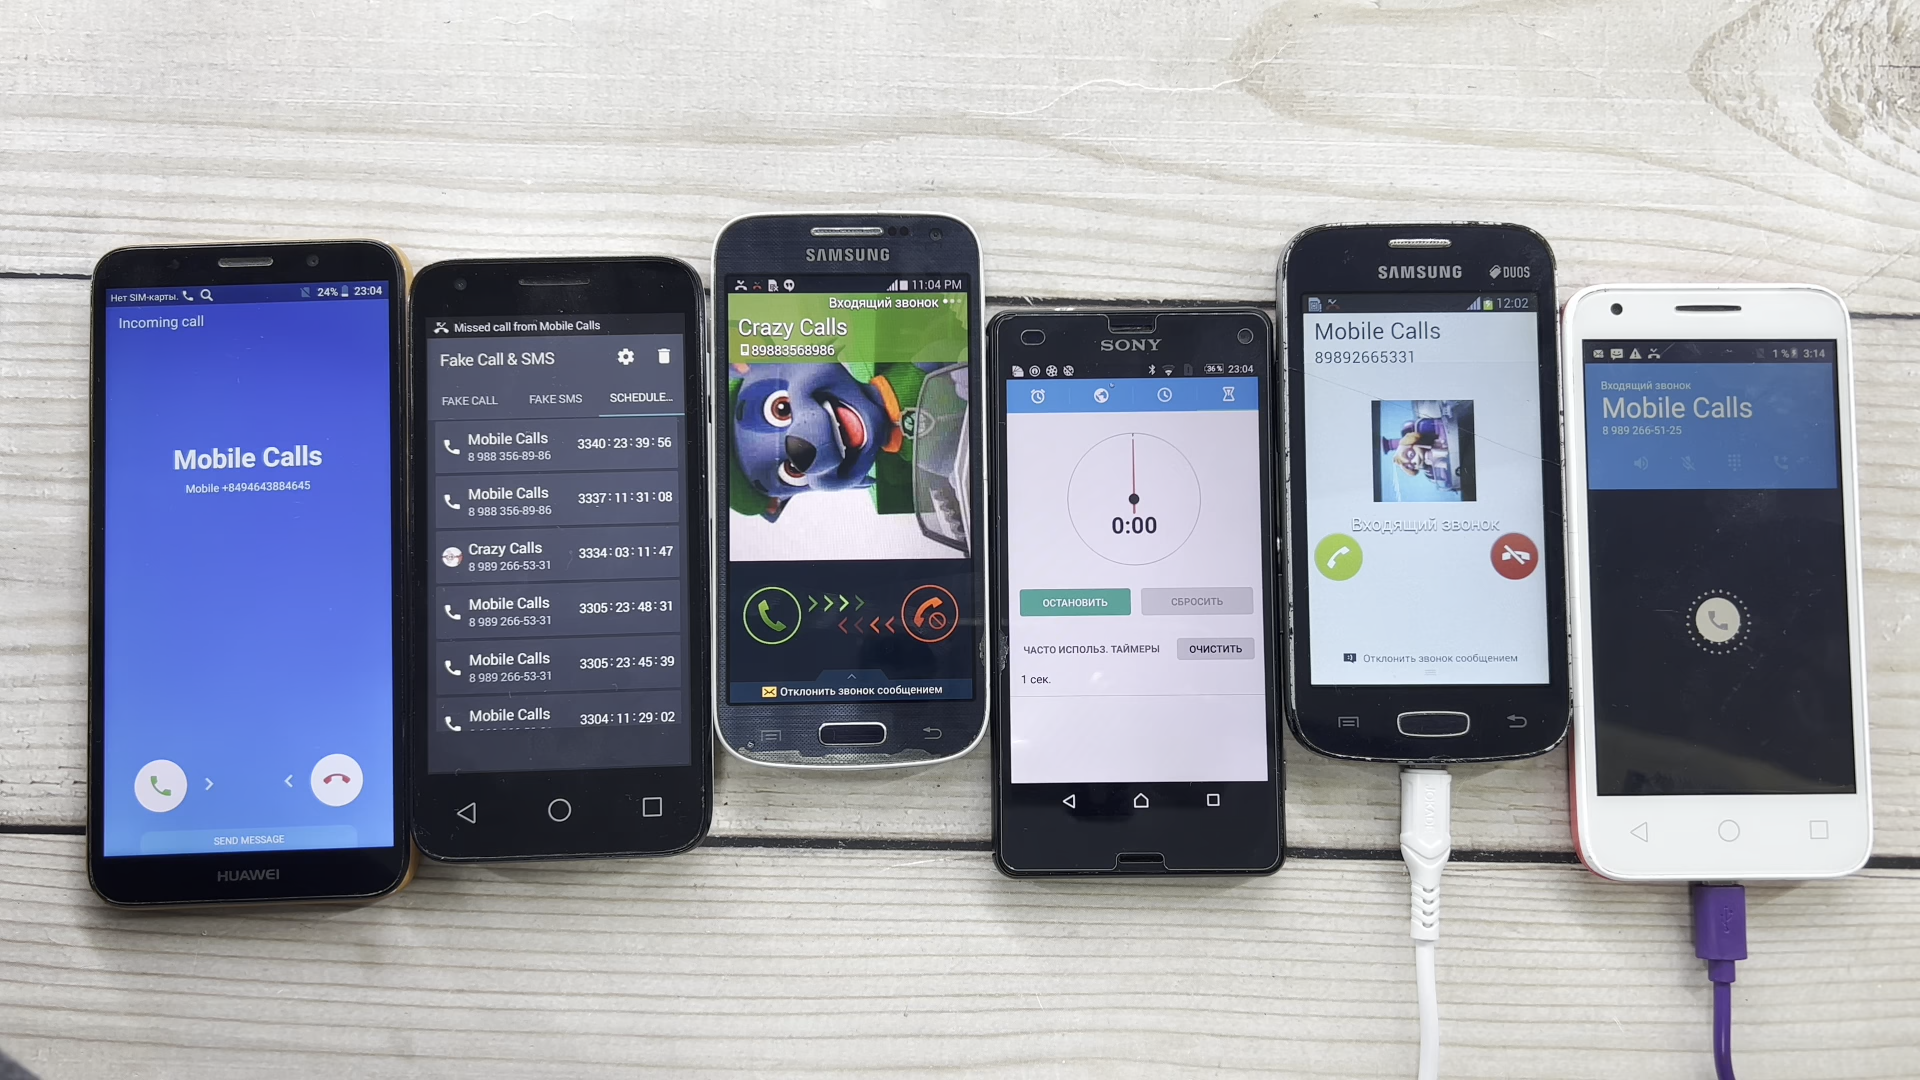 Нет SIM-карты.
24%
23:04
Incoming call
Mobile Calls
Mobile +8494643884645
SEND MESSAGE
HUAWEI
Missed call from Mobile Calls
Fake Call & SMS
FAKE CALL
FAKE SMS
SCHEDULE...
Mobile Calls
3340:23:39:56
8 988 356-89-86
Mobile Calls
3337:11:31:08
8 988 356-89-86
Crazy Calls
3334:03:11:47
8 989 266-53-31
Mobile Calls
3305:23:48:31
8 989 266-53-31
Mobile Calls
3305:23:45:39
8 989 266-53-31
Mobile Calls
3304:11:29:02
SAMSUNG
11:04 PM
Входящий звонок
Crazy Calls
89883568986
Отклонить звонок сообщением
SONY
36%
23:04
0:00
ОСТАНОВИТЬ
СБРОСИТЬ
ЧАСТО ИСПОЛЬЗ. ТАЙМЕРЫ
ОЧИСТИТЬ
1 сек.
SAMSUNG
DUOS
12:02
Mobile Calls
89892665331
Входящий звонок
Отклонить звонок сообщением
1%
3:14
Входящий звонок
Mobile Calls
8 989 266-51-25